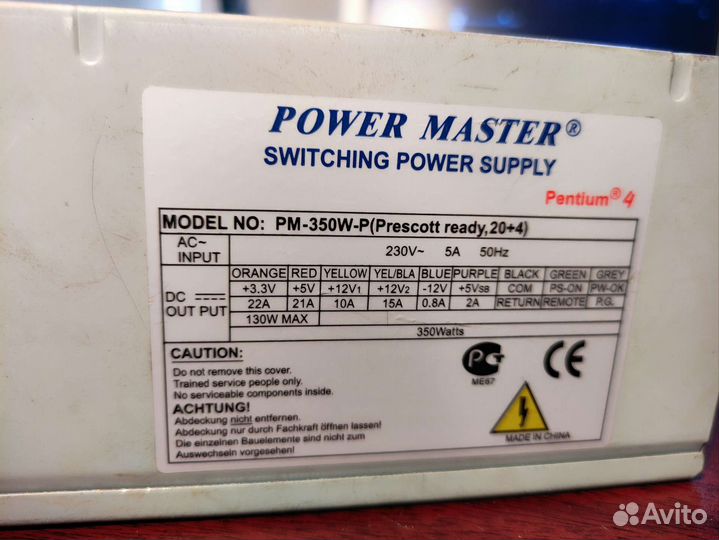 POWER MASTER®
SWITCHING POWER SUPPLY
Pentium® 4
MODEL NO: PM-350W-P(Prescott ready,20+4)
AC~ INPUT 230V~ 5A 50Hz
DC OUT PUT
ORANGE RED YELLOW YEL/BLA BLUE PURPLE BLACK GREEN GREY
+3.3V +5V +12V1 +12V2 -12V +5VSB COM PS-ON PW-OK
22A 21A 10A 15A 0.8A 2A RETURN REMOTE P.G.
130W MAX
350Watts
CAUTION:
Do not remove this cover.
Trained service people only.
No serviceable components inside.
ACHTUNG!
Abdeckung nicht entfernen.
Abdeckung nur durch Fachkraft öffnen lassen!
Die einzelnen Bauelemente sind nicht zum
Auswechseln vorgesehen!
РСТ
ME67
CE
MADE IN CHINA
Avito